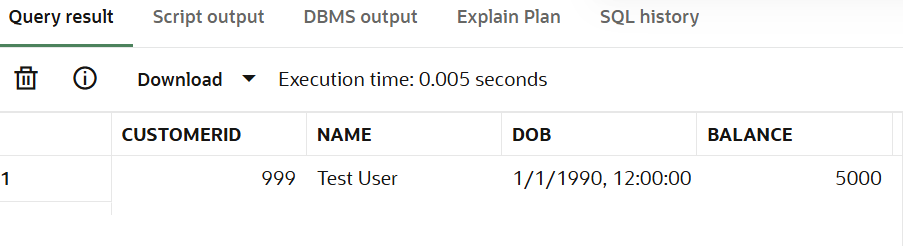 Query result Script output DBMS output Explain Plan SQL history
Download Execution time: 0.005 seconds
CUSTOMERID NAME DOB BALANCE
1 999 Test User 1/1/1990, 12:00:00 5000